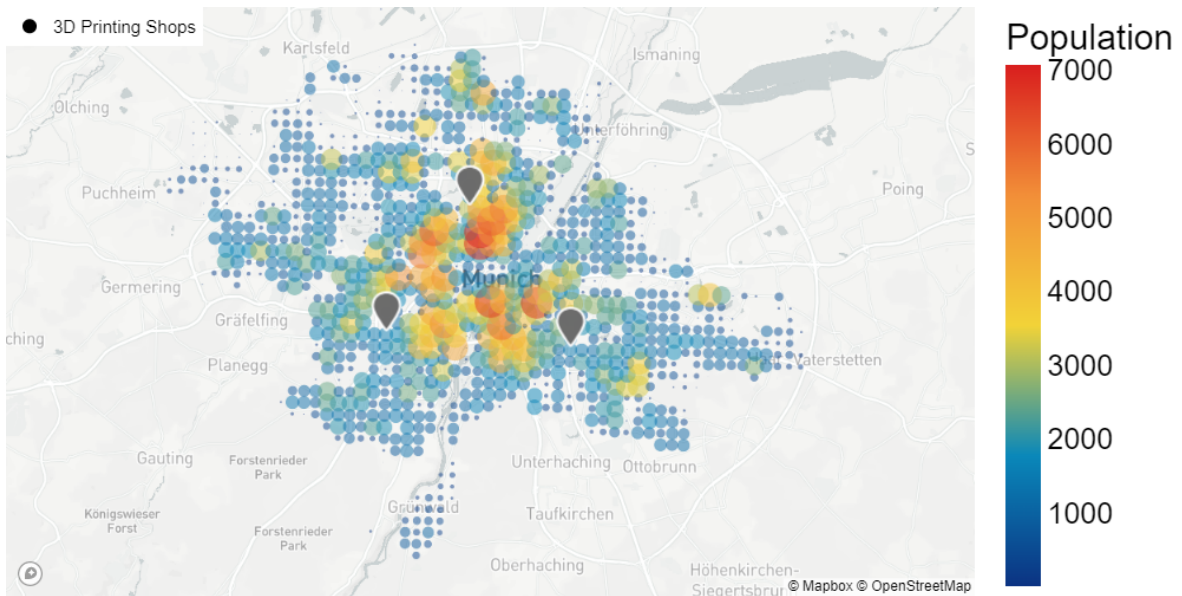 3D Printing Shops
Population
7000
6000
5000
4000
3000
2000
1000
Karlsfeld
Ismaning
Olching
Unterföhring
S
Puchheim
Poing
Munich
Germering
Gräfelfing
ching
Planegg
Haar
Vaterstetten
Gauting
Forstenrieder
Park
Unterhaching
Ottobrunn
Grünwald
Königswieser
Forst
Taufkirchen
Forstenrieder
Park
Oberhaching
Höhenkirchen-
Siegertsbrun
© Mapbox © OpenStreetMap